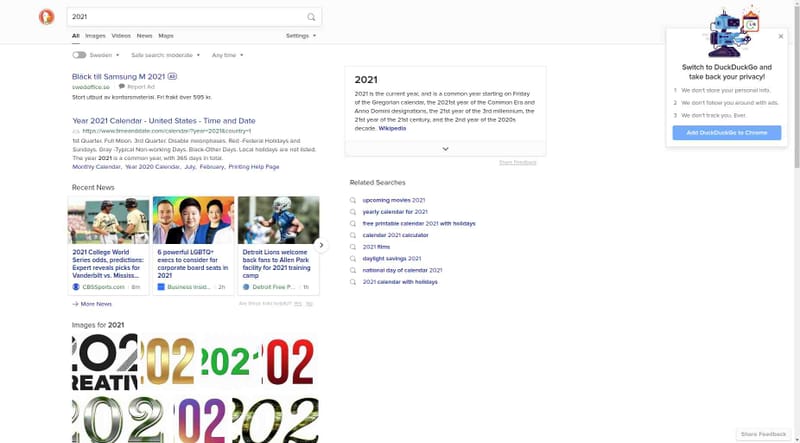 2021
All Images Videos News Maps
Settings
Sweden
Safe search: moderate
Any time
Bläck till Samsung M 2021 Ad
swedoffice.se Report Ad
Stort utbud av kontorsmaterial. Fri frakt över 595 kr.
Year 2021 Calendar - United States - Time and Date
https://www.timeanddate.com/calendar/?year=2021&country=1
1st Quarter. Full Moon. 3rd Quarter. Disable moonphases. Red -Federal Holidays and
Sundays. Gray -Typical Non-working Days. Black-Other Days. Local holidays are not listed.
The year 2021 is a common year, with 365 days in total.
Monthly Calendar, Year 2020 Calendar, July, February, Printing Help Page
Recent News
2021 College World
Series odds, predictions:
Expert reveals picks for
Vanderbilt vs. Mississ...
CBSSports.com 8m
6 powerful LGBTQ+
execs to consider for
corporate board seats in
2021
Business Insid... 2h
Detroit Lions welcome
back fans to Allen Park
facility for 2021 training
camp
Detroit Free P... 1h
More News
Are these links helpful? Yes No
Images for 2021
202
CREATIV
202
2021
202
2021
202
202
2021
2021 is the current year, and is a common year starting on Friday
of the Gregorian calendar, the 2021st year of the Common Era and
Anno Domini designations, the 21st year of the 3rd millennium, the
21st year of the 21st century, and the 2nd year of the 2020s
decade. Wikipedia
Share Feedback
Related Searches
upcoming movies 2021
yearly calendar for 2021
free printable calendar 2021 with holidays
calendar 2021 calculator
2021 films
daylight savings 2021
national day of calendar 2021
2021 calendar with holidays
Switch to DuckDuckGo and
take back your privacy!
1 We don't store your personal info.
2 We don't follow you around with ads.
3 We don't track you. Ever.
Add DuckDuckGo to Chrome
Share Feedback